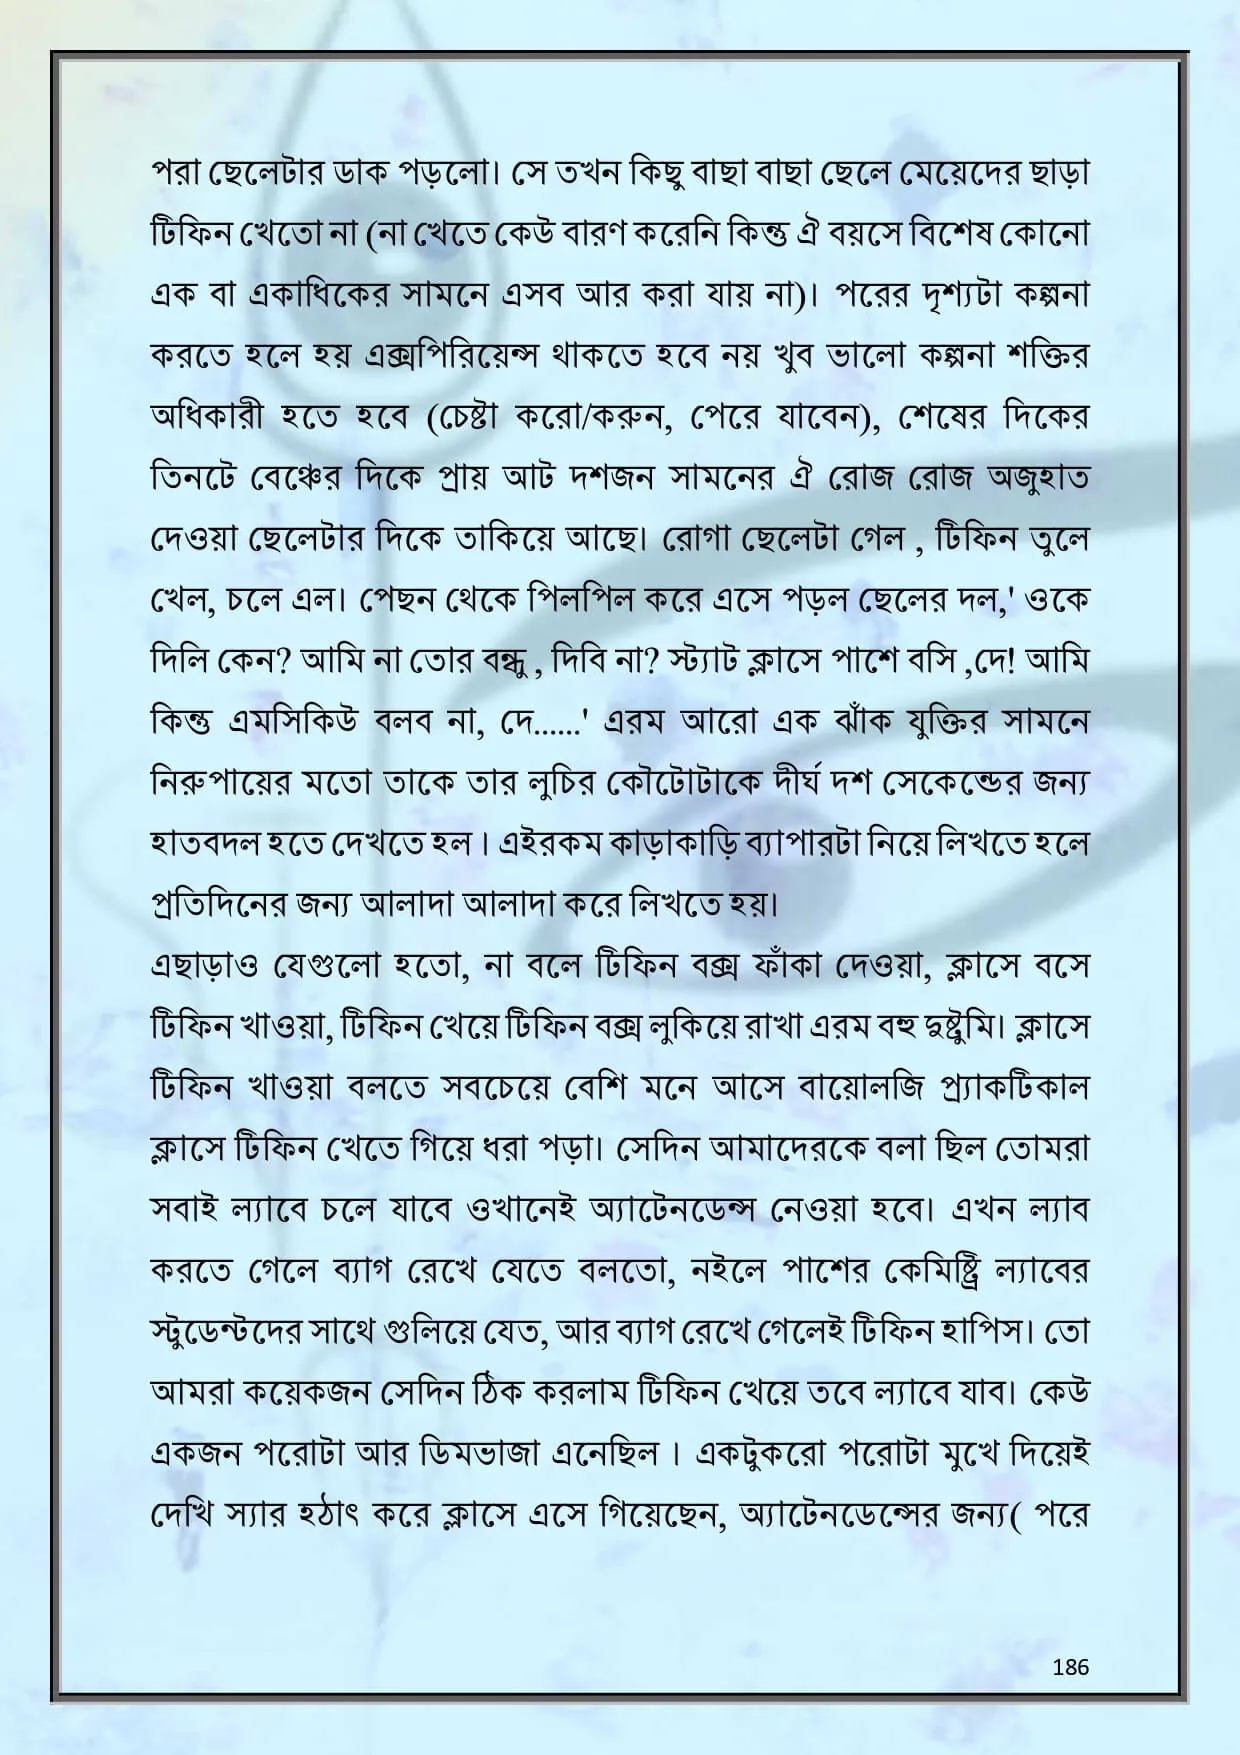 পরা ছেলেটার ডাক পড়লো। সে তখন কিছু বাছা বাছা ছেলে মেয়েদের ছাড়া
টিফিন খেতো না (না খেতে কেউ বারণ করেনি কিন্তু ঐ বয়সে বিশেষ কোনো
এক বা একাধিকের সামনে এসব আর করা যায় না)। পরের দৃশ্যটা কল্পনা
করতে হলে হয় এক্সপিরিয়েন্স থাকতে হবে নয় খুব ভালো কল্পনা শক্তির
অধিকারী হতে হবে (চেষ্টা করো/করুন, পেরে যাবেন), শেষের দিকের
তিনটে বেঞ্চের দিকে প্রায় আট দশজন সামনের ঐ রোজ রোজ অজুহাত
দেওয়া ছেলেটার দিকে তাকিয়ে আছে। রোগা ছেলেটা গেল , টিফিন তুলে
খেল, চলে এল। পেছন থেকে পিলপিল করে এসে পড়ল ছেলের দল,' ওকে
দিলি কেন? আমি না তোর বন্ধু , দিবি না? স্ট্যাট ক্লাসে পাশে বসি ,দে! আমি
কিন্তু এমসিকিউ বলব না, দে......' এরম আরো এক ঝাঁক যুক্তির সামনে
নিরুপায়ের মতো তাকে তার লুচির কৌটোটাকে দীর্ঘ দশ সেকেন্ডের জন্য
হাতবদল হতে দেখতে হল । এইরকম কাড়াকাড়ি ব্যাপারটা নিয়ে লিখতে হলে
প্রতিদিনের জন্য আলাদা আলাদা করে লিখতে হয়।
এছাড়াও যেগুলো হতো, না বলে টিফিন বক্স ফাঁকা দেওয়া, ক্লাসে বসে
টিফিন খাওয়া, টিফিন খেয়ে টিফিন বক্স লুকিয়ে রাখা এরম বহু দুষ্টুমি। ক্লাসে
টিফিন খাওয়া বলতে সবচেয়ে বেশি মনে আসে বায়োলজি প্র্যাকটিকাল
ক্লাসে টিফিন খেতে গিয়ে ধরা পড়া। সেদিন আমাদেরকে বলা ছিল তোমরা
সবাই ল্যাবে চলে যাবে ওখানেই অ্যাটেনডেন্স নেওয়া হবে। এখন ল্যাব
করতে গেলে ব্যাগ রেখে যেতে বলতো, নইলে পাশের কেমিষ্ট্রি ল্যাবের
স্টুডেন্টদের সাথে গুলিয়ে যেত, আর ব্যাগ রেখে গেলেই টিফিন হাপিস। তো
আমরা কয়েকজন সেদিন ঠিক করলাম টিফিন খেয়ে তবে ল্যাবে যাব। কেউ
একজন পরোটা আর ডিমভাজা এনেছিল । একটুকরো পরোটা মুখে দিয়েই
দেখি স্যার হঠাৎ করে ক্লাসে এসে গিয়েছেন, অ্যাটেনডেন্সের জন্য( পরে
186